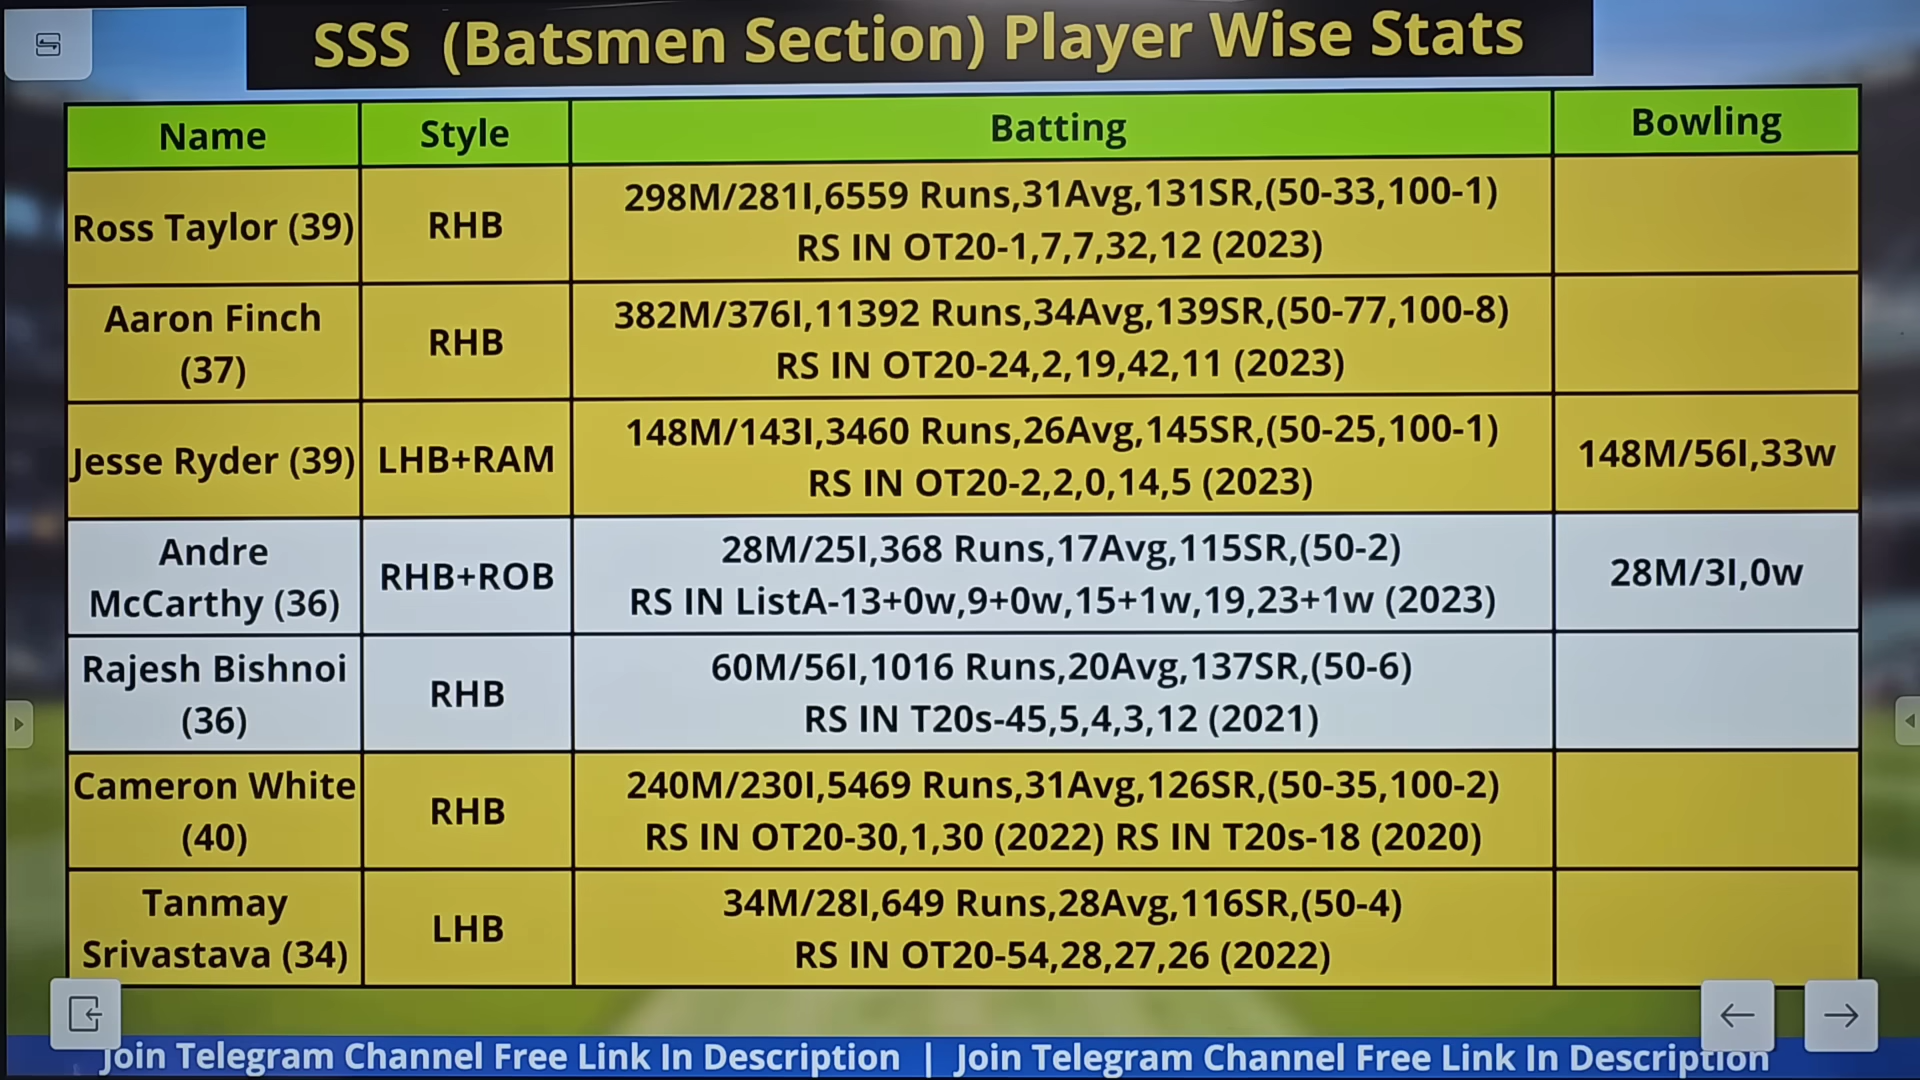 SSS (Batsmen Section) Player Wise Stats
Name Style Batting Bowling
Ross Taylor (39) RHB 298M/281I,6559 Runs,31Avg,131SR,(50-33,100-1)
RS IN OT20-1,7,7,32,12 (2023)
Aaron Finch
(37) RHB 382M/376I,11392 Runs,34Avg,139SR,(50-77,100-8)
RS IN OT20-24,2,19,42,11 (2023)
Jesse Ryder (39) LHB+RAM 148M/143I,3460 Runs,26Avg,145SR,(50-25,100-1)
RS IN OT20-2,2,0,14,5 (2023) 148M/56I,33w
Andre
McCarthy (36) RHB+ROB 28M/25I,368 Runs,17Avg,115SR,(50-2)
RS IN ListA-13+0w,9+0w,15+1w,19,23+1w (2023) 28M/3I,0w
Rajesh Bishnoi
(36) RHB 60M/56I,1016 Runs,20Avg,137SR,(50-6)
RS IN T20s-45,5,4,3,12 (2021)
Cameron White
(40) RHB 240M/230I,5469 Runs,31Avg,126SR,(50-35,100-2)
RS IN OT20-30,1,30 (2022) RS IN T20s-18 (2020)
Tanmay
Srivastava (34) LHB 34M/28I,649 Runs,28Avg,116SR,(50-4)
RS IN OT20-54,28,27,26 (2022)
Join Telegram Channel Free Link In Description | Join Telegram Channel Free Link In Description